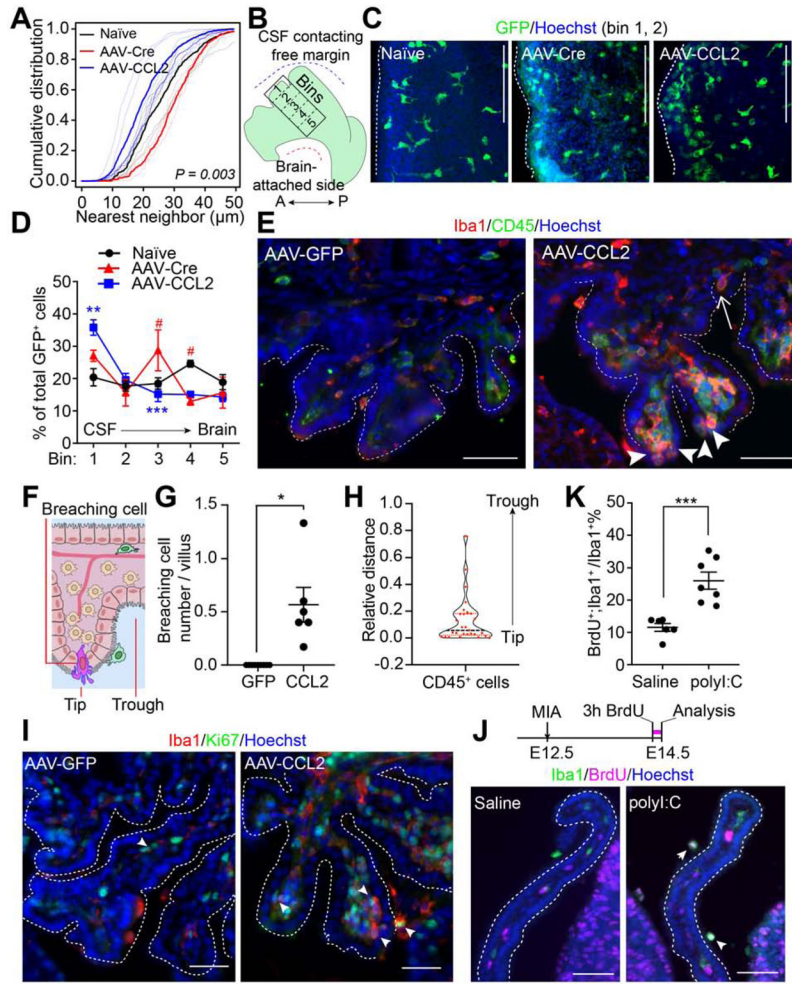 A
Cumulative distribution
1.0
0.8
0.6
0.4
0.2
0.0
Naïve
AAV-Cre
AAV-CCL2
P = 0.003
0 10 20 30 40 50
Nearest neighbor (µm)
B
CSF contacting
free margin
Bins
1 2 3 4 5
Brain-
attached side
A P
C
GFP/Hoechst (bin 1, 2)
Naïve
AAV-Cre
AAV-CCL2
D
Naïve
AAV-Cre
AAV-CCL2
% of total GFP+ cells
50
40
30
20
10
0
**
#
#
***
CSF Brain
Bin: 1 2 3 4 5
E
Iba1/CD45/Hoechst
AAV-GFP
AAV-CCL2
F
Breaching cell
Tip
Trough
G
Breaching cell
number / villus
1.5
1.0
0.5
0.0
*
GFP CCL2
H
Relative distance
1.0
0.8
0.6
0.4
0.2
0.0
-0.2
Trough
Tip
CD45+ cells
K
BrdU+;Iba1+/Iba1+%
50
40
30
20
10
0
***
Saline polyI:C
I
Iba1/Ki67/Hoechst
AAV-GFP
AAV-CCL2
J
MIA
3h BrdU
Analysis
E12.5
E14.5
Iba1/BrdU/Hoechst
Saline
polyI:C